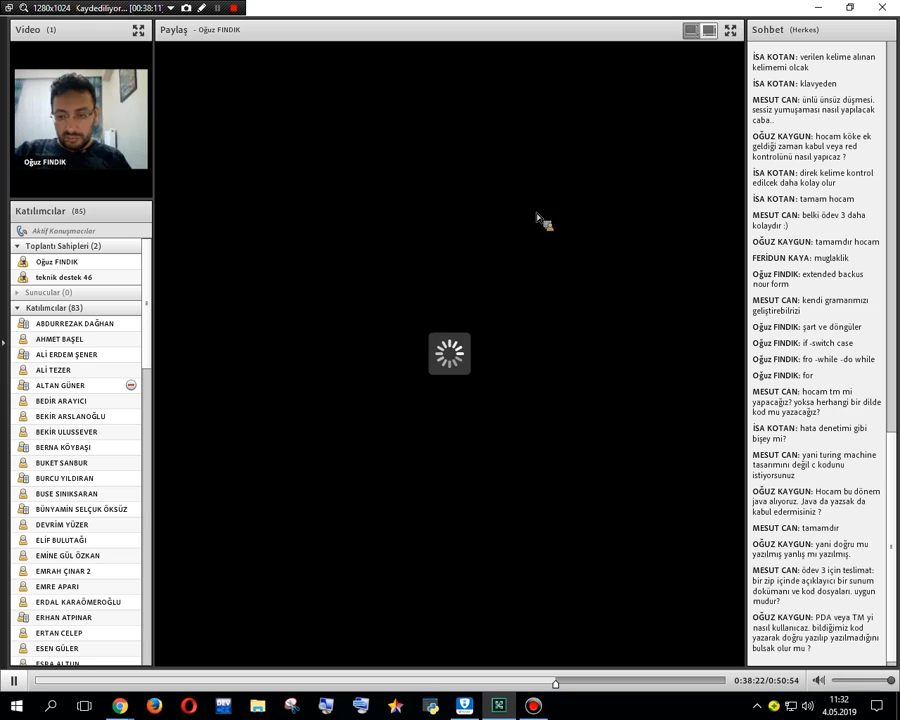 1280x1024 Kaydediliyor... [00:38:11]
Video (1)
Oğuz FINDIK
Katılımcılar (85)
Aktif Konuşmacılar
Toplantı Sahipleri (2)
Oğuz FINDIK
teknik destek 46
Sunucular (0)
Katılımcılar (83)
ABDURREZAK DAĞHAN
AHMET BAŞEL
ALİ ERDEM ŞENER
ALİ TEZER
ALTAN GÜNER
BEDİR ARAYICI
BEKİR ARSLANOĞLU
BEKIR ULUSSEVER
BERNA KÖYBAŞI
BUKET SANBUR
BURCU YILDIRAN
BUSE SINIKSARAN
BÜNYAMİN SELÇUK ÖKSÜZ
DEVRİM YÜZER
ELİF BULUTAĞI
EMİNE GÜL ÖZKAN
EMRAH ÇINAR 2
EMRE APARI
ERDAL KARAÖMEROĞLU
ERHAN ATPINAR
ERTAN CELEP
ESEN GÜLER
ESRA ALTUN
Paylaş - Oğuz FINDIK
Sohbet (Herkes)
İSA KOTAN: verilen kelime alınan
kelimemi olcak
İSA KOTAN: klavyeden
MESUT CAN: ünlü ünsüz düşmesi.
sessiz yumuşaması nasıl yapılacak
caba..
OĞUZ KAYGUN: hocam köke ek
geldiği zaman kabul veya red
kontrolünü nasıl yapıcaz ?
İSA KOTAN: direk kelime kontrol
edilcek daha kolay olur
İSA KOTAN: tamam hocam
MESUT CAN: belki ödev 3 daha
kolaydır :)
OĞUZ KAYGUN: tamamdır hocam
FERİDUN KAYA: muglaklik
Oğuz FINDIK: extended backus
nour form
MESUT CAN: kendi gramarımızı
geliştirebilrizi
Oğuz FINDIK: şart ve döngüler
Oğuz FINDIK: if -switch case
Oğuz FINDIK: fro -while -do while
Oğuz FINDIK: for
MESUT CAN: hocam tm mi
yapacağız? yoksa herhangi bir dilde
kod mu yazacağız?
İSA KOTAN: hata denetimi gibi
bişey mi?
MESUT CAN: yani turing machine
tasarımını değil c kodunu
istiyorsunuz
OĞUZ KAYGUN: Hocam bu dönem
java alıyoruz. Java da yazsak da
kabul edermisiniz ?
MESUT CAN: tamamdır
OĞUZ KAYGUN: yani doğru mu
yazılmış yanlış mı yazılmış.
MESUT CAN: ödev 3 için teslimat:
bir zip içinde açıklayıcı bir sunum
dokümanı ve kod dosyaları. uygun
mudur?
OĞUZ KAYGUN: PDA veya TM yi
nasıl kullanıcaz. bildiğimiz kod
yazarak doğru yazılıp yazılmadığını
bulsak olur mu ?
0:38:22/0:50:54
DEV
11:32
4.05.2019